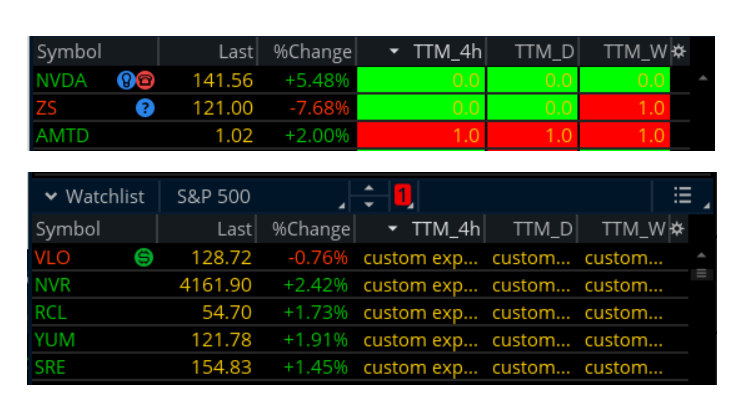 Symbol Last %Change TTM_4h TTM_D TTM_W
NVDA 141.56 +5.48% 0.0 0.0 0.0
ZS ? 121.00 -7.68% 0.0 0.0 1.0
AMTD 1.02 +2.00% 1.0 1.0 1.0
Watchlist S&P 500 1
Symbol Last %Change TTM_4h TTM_D TTM_W
VLO S 128.72 -0.76% custom exp... custom... custom...
NVR 4161.90 +2.42% custom exp... custom... custom...
RCL 54.70 +1.73% custom exp... custom... custom...
YUM 121.78 +1.91% custom exp... custom... custom...
SRE 154.83 +1.45% custom exp... custom... custom...